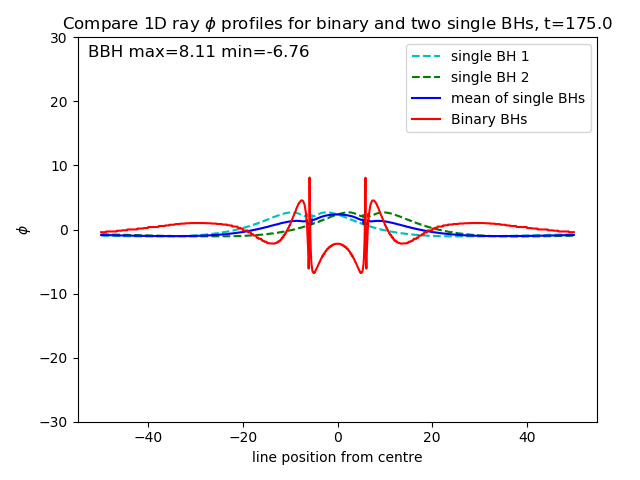 Compare 1D ray ϕ profiles for binary and two single BHs, t=175.0
BBH max=8.11 min=-6.76
single BH 1
single BH 2
mean of single BHs
Binary BHs
30
20
10
0
−10
−20
−30
ϕ
−40
−20
0
20
40
line position from centre